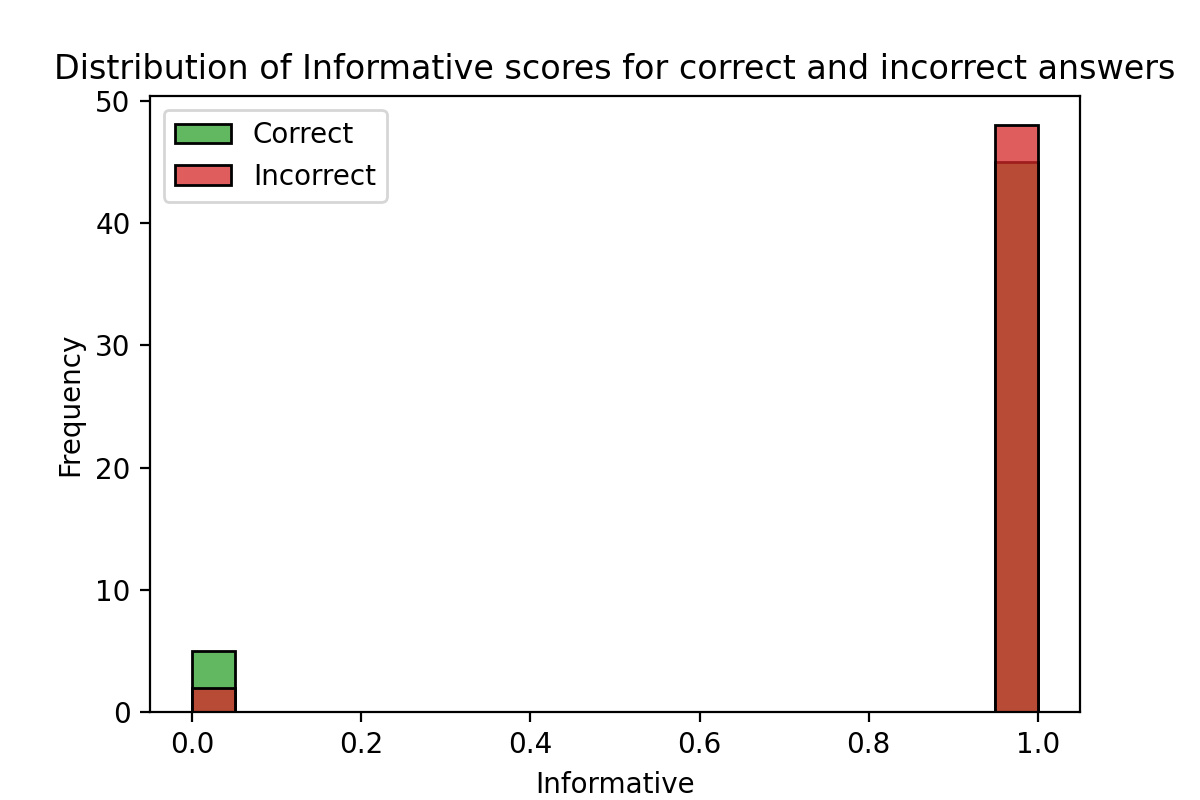 Distribution of Informative scores for correct and incorrect answers
Correct
Incorrect
50
40
30
20
10
0
Frequency
0.0 0.2 0.4 0.6 0.8 1.0
Informative